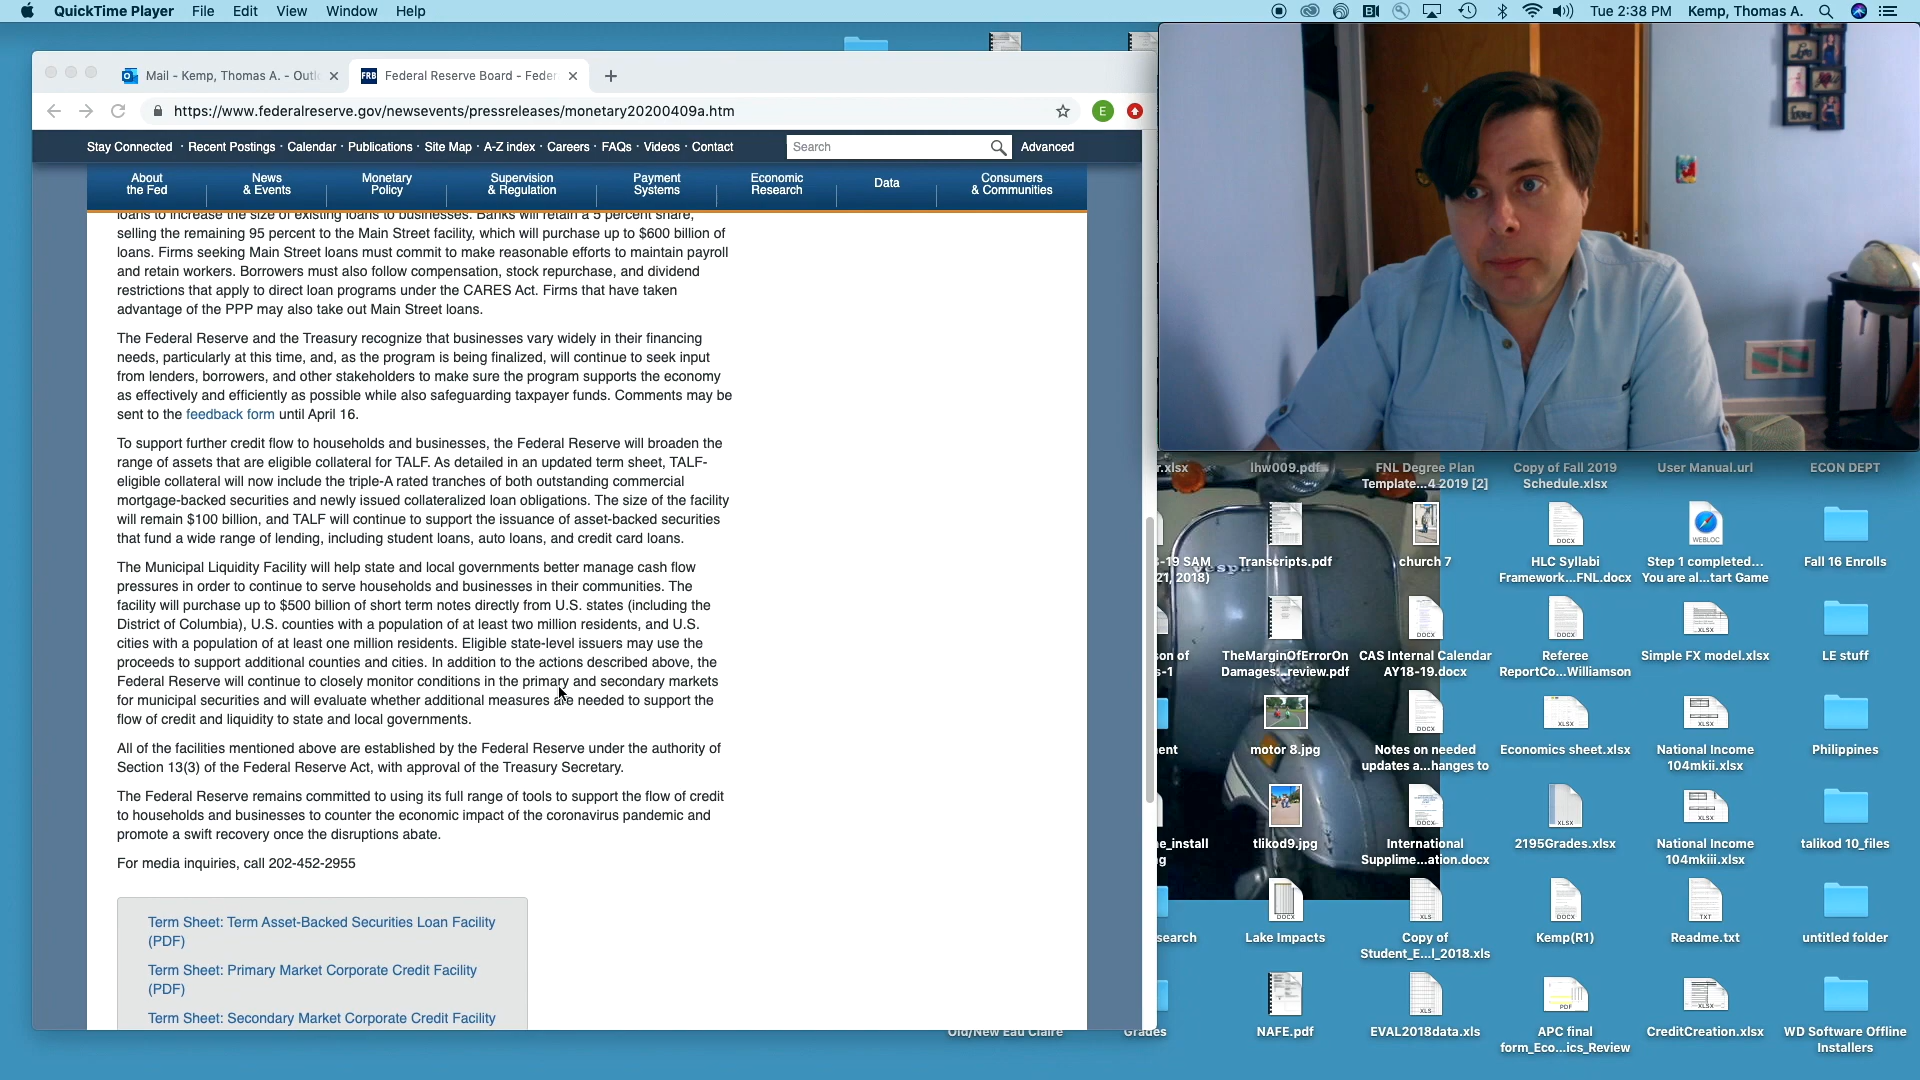 QuickTime Player File Edit View Window Help
Tue 2:38 PM Kemp, Thomas A.
Mail - Kemp, Thomas A. - Outl
FRB Federal Reserve Board - Feder
https://www.federalreserve.gov/newsevents/pressreleases/monetary20200409a.htm
E
Stay Connected · Recent Postings · Calendar · Publications · Site Map · A-Z index · Careers · FAQs · Videos · Contact
Search
Advanced
About
the Fed
News
& Events
Monetary
Policy
Supervision
& Regulation
Payment
Systems
Economic
Research
Data
Consumers
& Communities
loans to increase the size of existing loans to businesses. Banks will retain a 5 percent share,
selling the remaining 95 percent to the Main Street facility, which will purchase up to $600 billion of
loans. Firms seeking Main Street loans must commit to make reasonable efforts to maintain payroll
and retain workers. Borrowers must also follow compensation, stock repurchase, and dividend
restrictions that apply to direct loan programs under the CARES Act. Firms that have taken
advantage of the PPP may also take out Main Street loans.
The Federal Reserve and the Treasury recognize that businesses vary widely in their financing
needs, particularly at this time, and, as the program is being finalized, will continue to seek input
from lenders, borrowers, and other stakeholders to make sure the program supports the economy
as effectively and efficiently as possible while also safeguarding taxpayer funds. Comments may be
sent to the feedback form until April 16.
To support further credit flow to households and businesses, the Federal Reserve will broaden the
range of assets that are eligible collateral for TALF. As detailed in an updated term sheet, TALF-
eligible collateral will now include the triple-A rated tranches of both outstanding commercial
mortgage-backed securities and newly issued collateralized loan obligations. The size of the facility
will remain $100 billion, and TALF will continue to support the issuance of asset-backed securities
that fund a wide range of lending, including student loans, auto loans, and credit card loans.
The Municipal Liquidity Facility will help state and local governments better manage cash flow
pressures in order to continue to serve households and businesses in their communities. The
facility will purchase up to $500 billion of short term notes directly from U.S. states (including the
District of Columbia), U.S. counties with a population of at least two million residents, and U.S.
cities with a population of at least one million residents. Eligible state-level issuers may use the
proceeds to support additional counties and cities. In addition to the actions described above, the
Federal Reserve will continue to closely monitor conditions in the primary and secondary markets
for municipal securities and will evaluate whether additional measures are needed to support the
flow of credit and liquidity to state and local governments.
All of the facilities mentioned above are established by the Federal Reserve under the authority of
Section 13(3) of the Federal Reserve Act, with approval of the Treasury Secretary.
The Federal Reserve remains committed to using its full range of tools to support the flow of credit
to households and businesses to counter the economic impact of the coronavirus pandemic and
promote a swift recovery once the disruptions abate.
For media inquiries, call 202-452-2955
Term Sheet: Term Asset-Backed Securities Loan Facility
(PDF)
Term Sheet: Primary Market Corporate Credit Facility
(PDF)
Term Sheet: Secondary Market Corporate Credit Facility
r.xlsx
lhw009.pdf
FNL Degree Plan
Template...4 2019 [2]
Copy of Fall 2019
Schedule.xlsx
User Manual.url
ECON DEPT
-19 SAM
21, 2018)
Transcripts.pdf
church 7
HLC Syllabi
Framework...FNL.docx
Step 1 completed...
You are al...tart Game
Fall 16 Enrolls
son of
s-1
TheMarginOfErrorOn
Damages...review.pdf
CAS Internal Calendar
AY18-19.docx
Referee
ReportCo...Williamson
Simple FX model.xlsx
LE stuff
ent
motor 8.jpg
Notes on needed
updates a...hanges to
Economics sheet.xlsx
National Income
104mkii.xlsx
Philippines
e_install
g
tlikod9.jpg
International
Supplime...ation.docx
2195Grades.xlsx
National Income
104mkiii.xlsx
talikod 10_files
search
Lake Impacts
Copy of
Student_E...l_2018.xls
Kemp(R1)
Readme.txt
untitled folder
Old/New Eau Claire
Grades
NAFE.pdf
EVAL2018data.xls
APC final
form_Eco...ics_Review
CreditCreation.xlsx
WD Software Offline
Installers